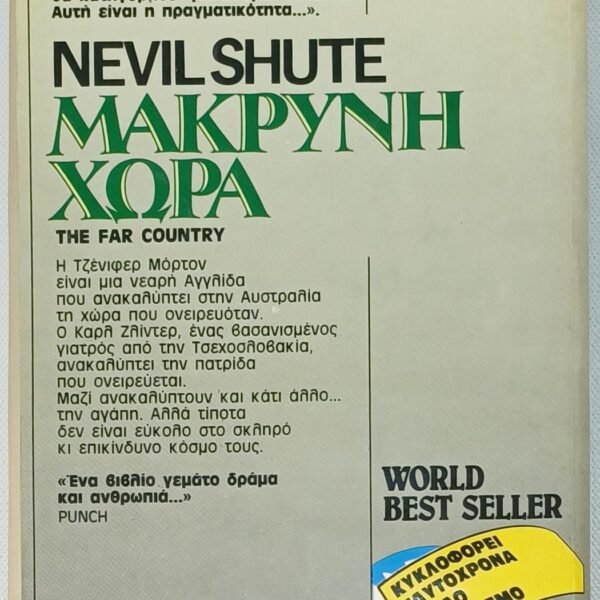 Αυτή είναι η πραγματικότητα...».
NEVIL SHUTE
ΜΑΚΡΥΝΗ
ΧΩΡΑ
THE FAR COUNTRY
Η Τζένιφερ Μόρτον
είναι μια νεαρή Αγγλίδα
που ανακαλύπτει στην Αυστραλία
τη χώρα που ονειρευόταν.
Ο Καρλ Ζλίντερ, ένας βασανισμένος
γιατρός από την Τσεχοσλοβακία,
ανακαλύπτει την πατρίδα
που ονειρεύεται.
Μαζί ανακαλύπτουν και κάτι άλλο...
την αγάπη. Αλλά τίποτα
δεν είναι εύκολο στο σκληρό
κι επικίνδυνο κόσμο τους.
«Ένα βιβλίο γεμάτο δράμα
και ανθρωπιά...»
PUNCH
WORLD
BEST SELLER
ΚΥΚΛΟΦΟΡΕΙ